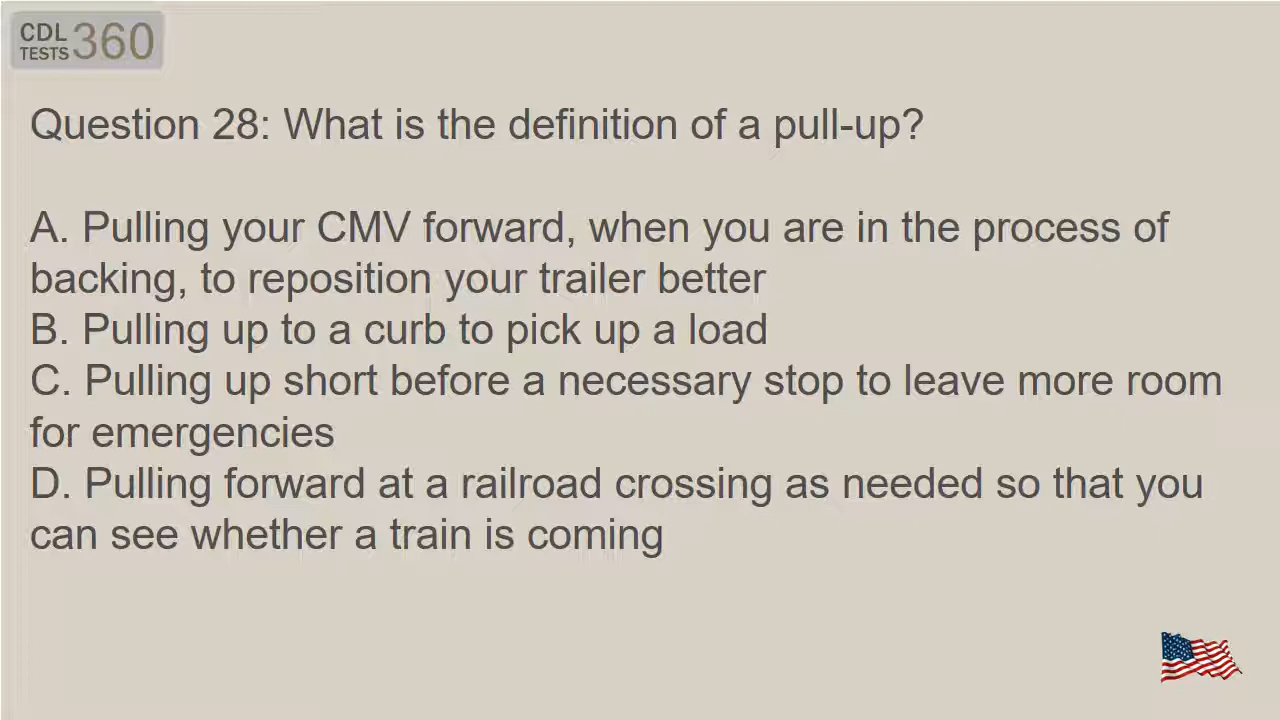 CDL
TESTS 360
Question 28: What is the definition of a pull-up?
A. Pulling your CMV forward, when you are in the process of
backing, to reposition your trailer better
B. Pulling up to a curb to pick up a load
C. Pulling up short before a necessary stop to leave more room
for emergencies
D. Pulling forward at a railroad crossing as needed so that you
can see whether a train is coming